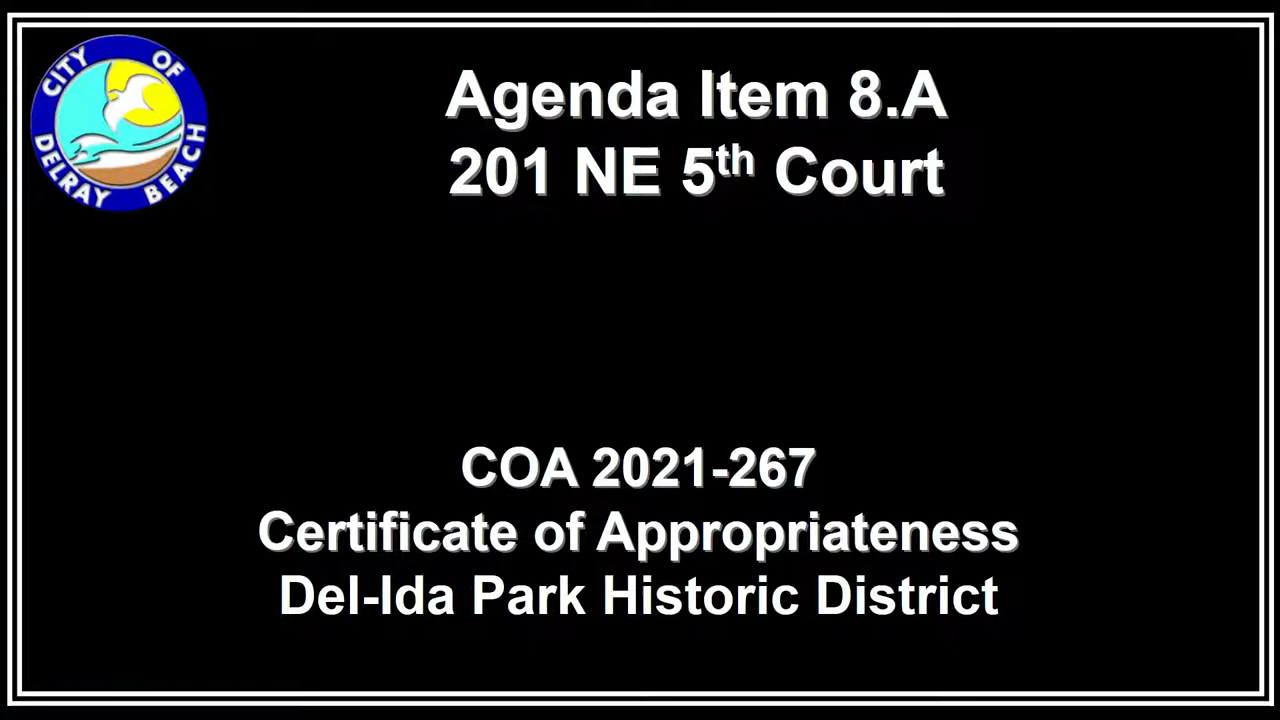 CITY OF
DELRAY BEACH
Agenda Item 8.A
201 NE 5th Court
COA 2021-267
Certificate of Appropriateness
Del-Ida Park Historic District